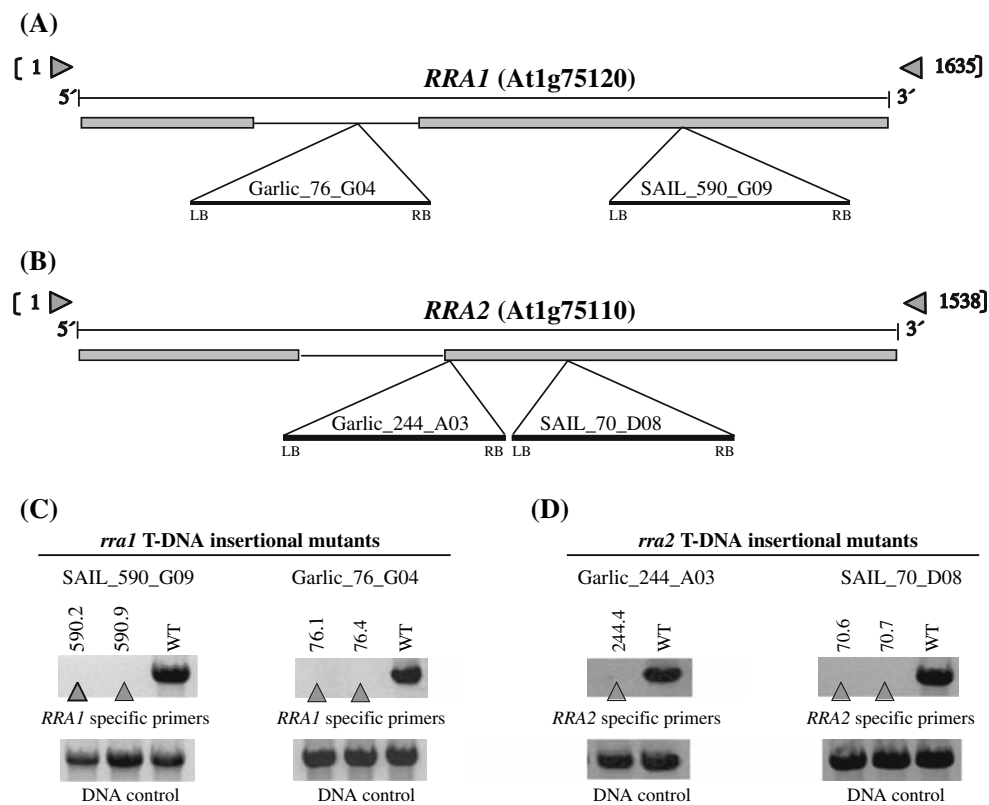 (A)
[ 1
RRA1 (At1g75120)
1635]
5´
3´
Garlic_76_G04
SAIL_590_G09
LB
RB
LB
RB
(B)
[ 1
RRA2 (At1g75110)
1538]
5´
3´
Garlic_244_A03
SAIL_70_D08
LB
RB
LB
RB
(C)
rra1 T-DNA insertional mutants
SAIL_590_G09
Garlic_76_G04
590.2
590.9
WT
76.1
76.4
WT
RRA1 specific primers
RRA1 specific primers
DNA control
DNA control
(D)
rra2 T-DNA insertional mutants
Garlic_244_A03
SAIL_70_D08
244.4
WT
70.6
70.7
WT
RRA2 specific primers
RRA2 specific primers
DNA control
DNA control